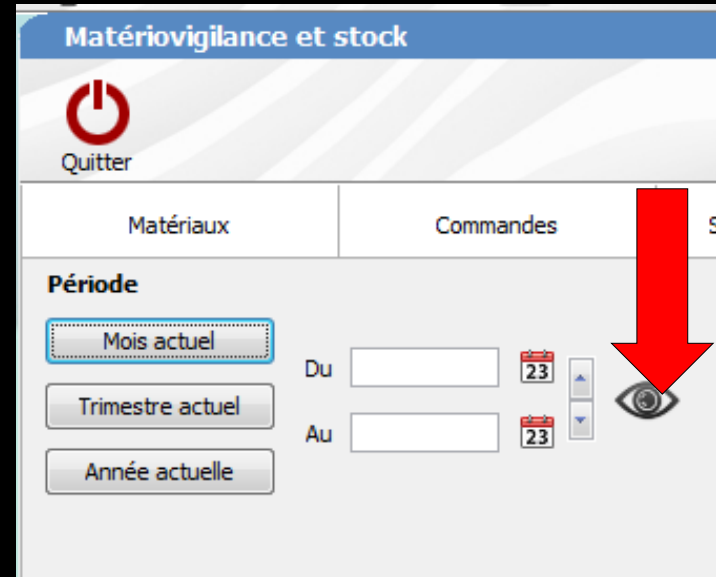 Matériovigilance et stock
Quitter
Matériaux Commandes S
Période
Mois actuel
Du 23
Trimestre actuel
Au 23
Année actuelle